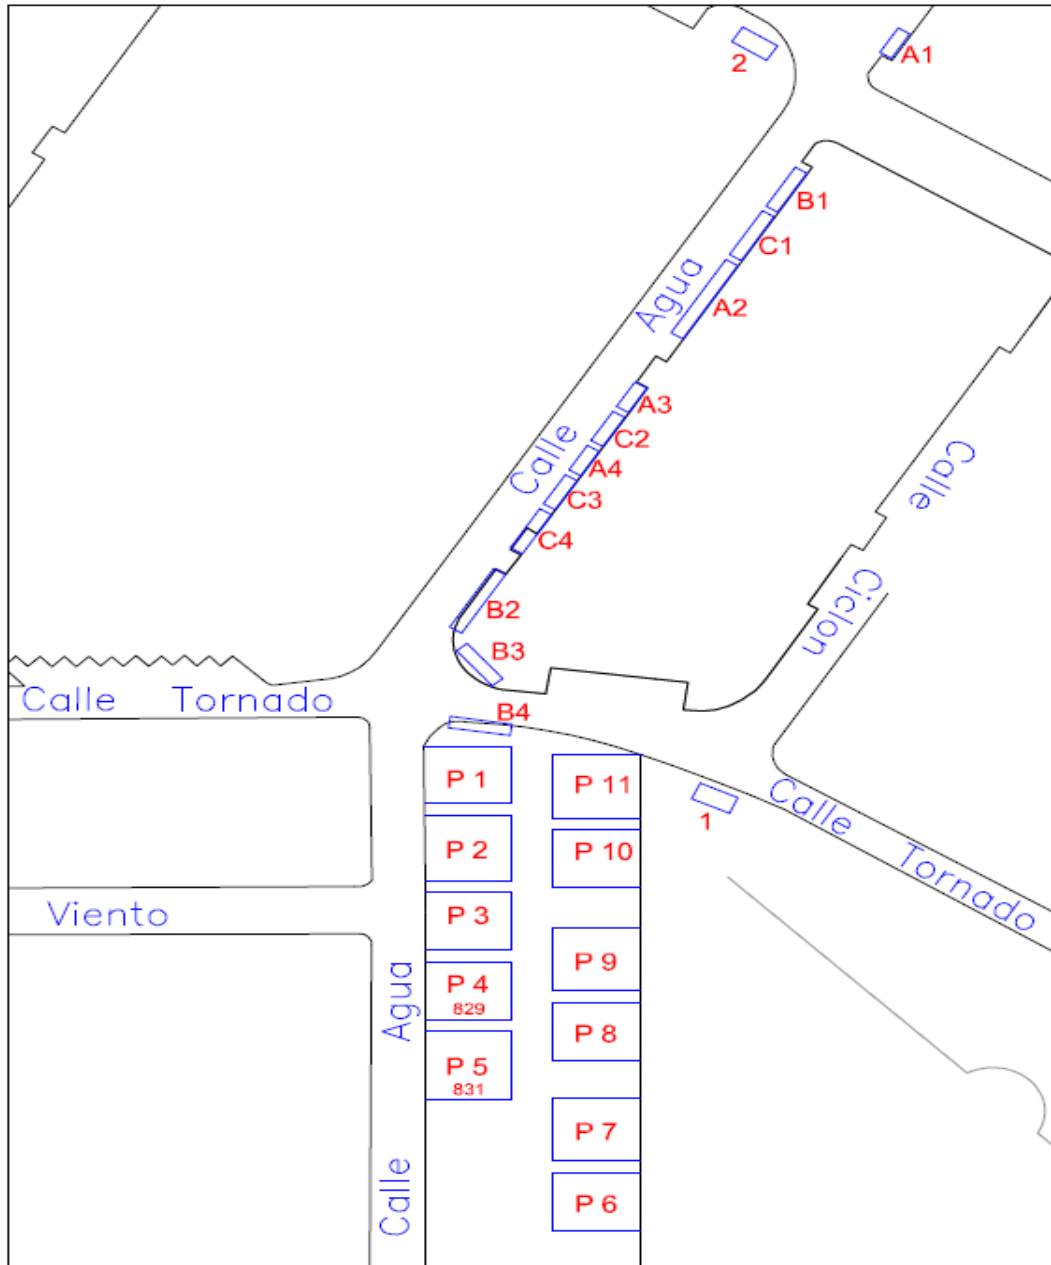 2
A1
B1
C1
A2
Calle Agua
A3
C2
A4
C3
C4
Calle Ciclon
B2
B3
Calle Tornado
B4
P 1
P 11
1
Calle Tornado
P 2
P 10
Viento
P 3
P 9
Calle Agua
P 4
829
P 8
P 5
831
P 7
P 6